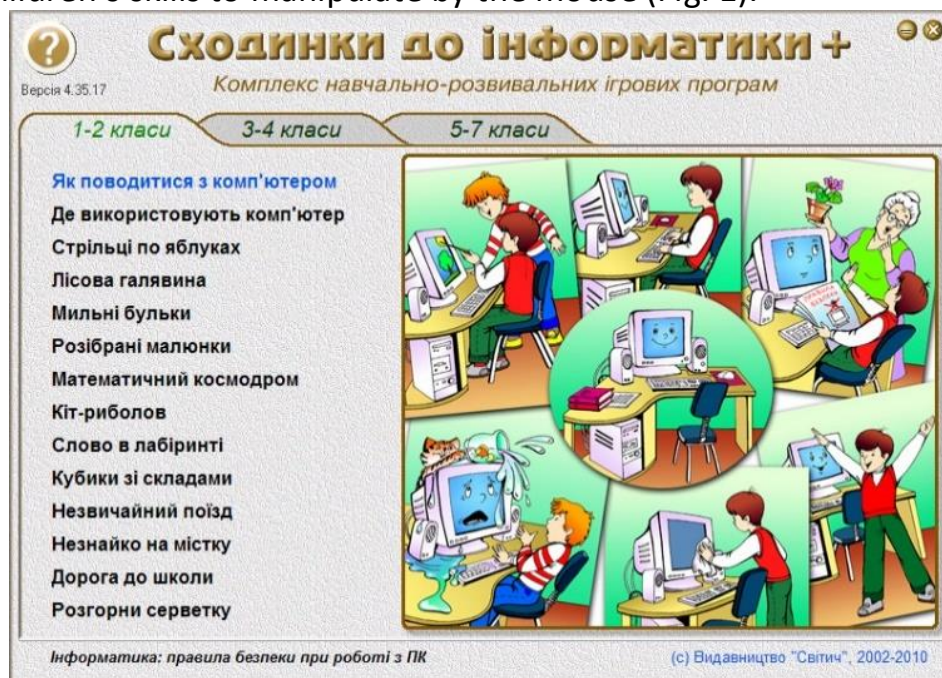 children's skills to manipulate by the mouse (Fig. 1).
Сходинки до інформатики +
Версія 4.35.17
Комплекс навчально-розвивальних ігрових програм
1-2 класи 3-4 класи 5-7 класи
Як поводитися з комп'ютером
Де використовують комп'ютер
Стрільці по яблуках
Лісова галявина
Мильні бульки
Розібрані малюнки
Математичний космодром
Кіт-риболов
Слово в лабіринті
Кубики зі складами
Незвичайний поїзд
Незнайко на містку
Дорога до школи
Розгорни серветку
Інформатика: правила безпеки при роботі з ПК
(с) Видавництво "Світич", 2002-2010